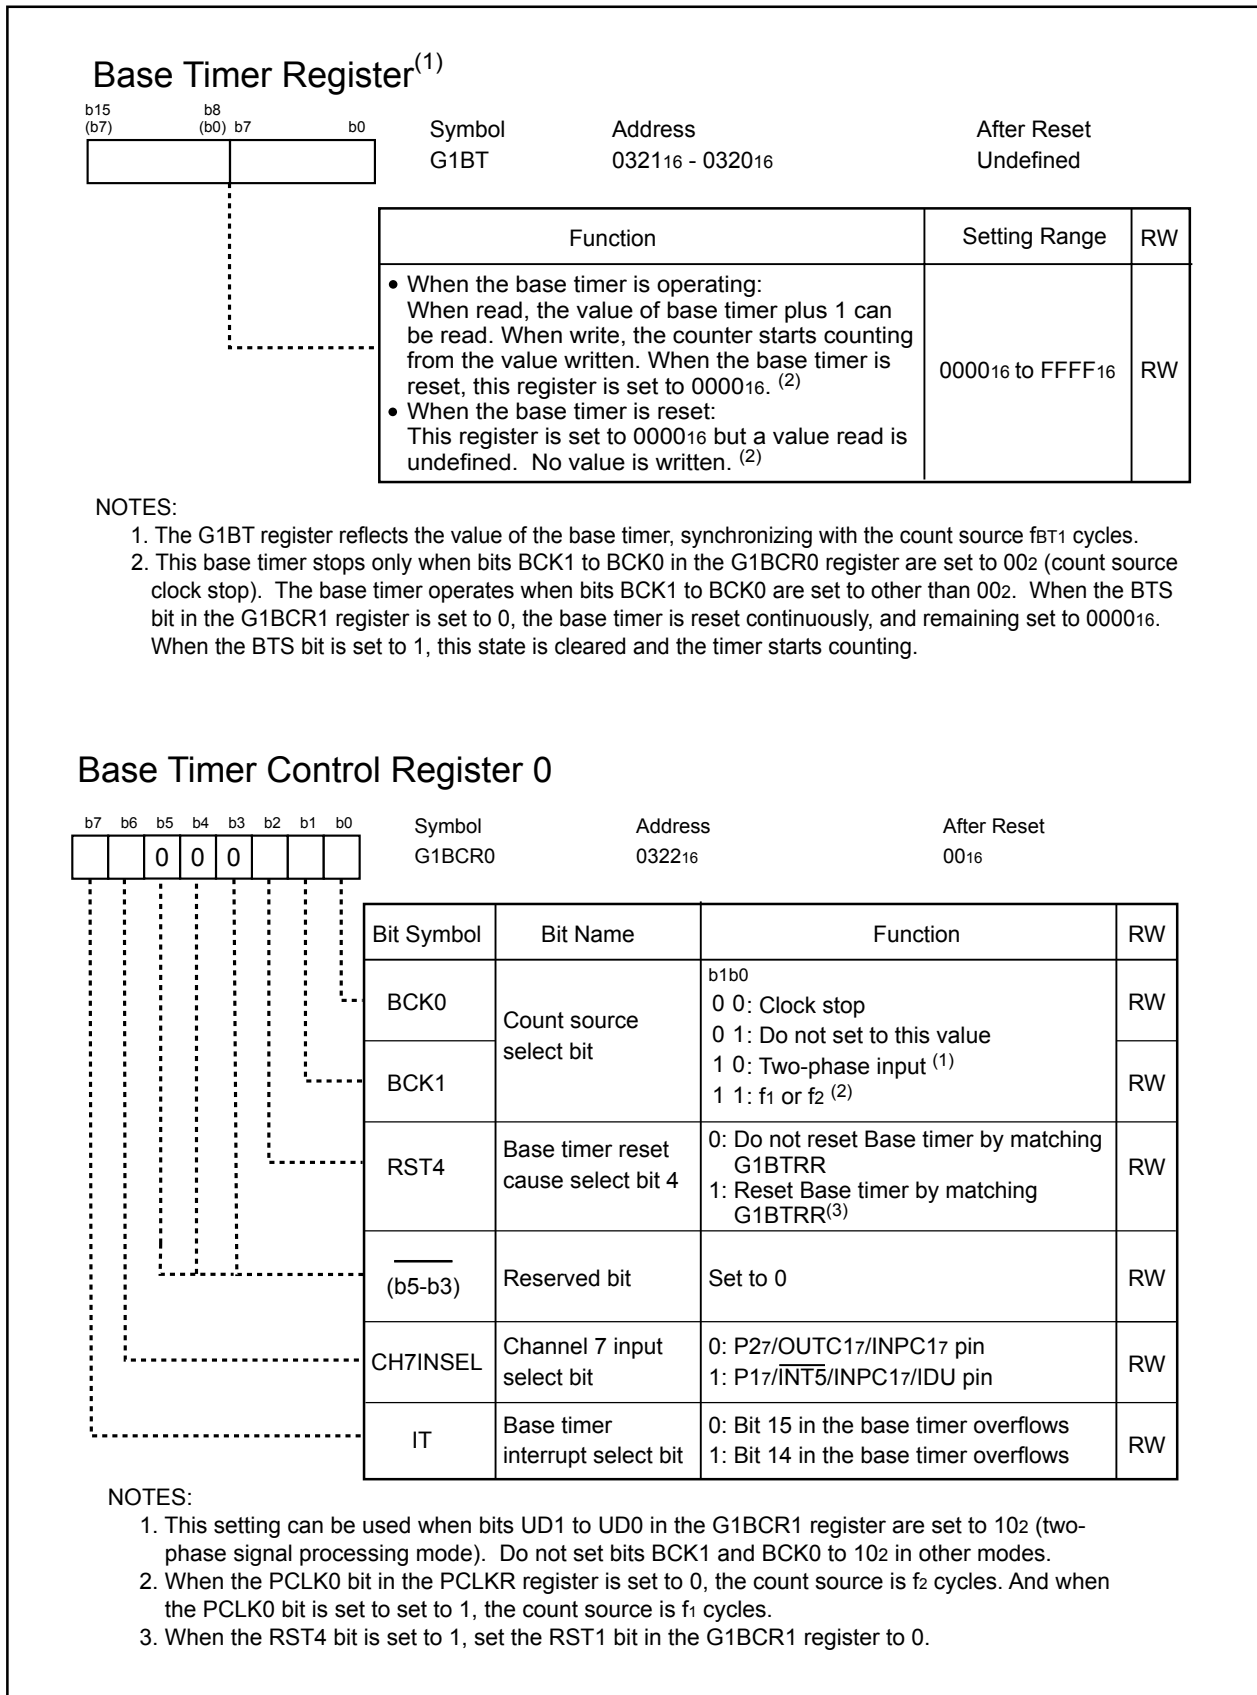 Base Timer Register(1)
b15 b8
(b7) (b0) b7 b0
Symbol Address After Reset
G1BT 032116 - 032016 Undefined
Function Setting Range RW
• When the base timer is operating:
When read, the value of base timer plus 1 can
be read. When write, the counter starts counting
from the value written. When the base timer is
reset, this register is set to 000016. (2)
• When the base timer is reset:
This register is set to 000016 but a value read is
undefined. No value is written. (2)
000016 to FFFF16 RW
NOTES:
1. The G1BT register reflects the value of the base timer, synchronizing with the count source fBT1 cycles.
2. This base timer stops only when bits BCK1 to BCK0 in the G1BCR0 register are set to 002 (count source
clock stop). The base timer operates when bits BCK1 to BCK0 are set to other than 002. When the BTS
bit in the G1BCR1 register is set to 0, the base timer is reset continuously, and remaining set to 000016.
When the BTS bit is set to 1, this state is cleared and the timer starts counting.
Base Timer Control Register 0
b7 b6 b5 b4 b3 b2 b1 b0
0 0 0
Symbol Address After Reset
G1BCR0 032216 0016
Bit Symbol Bit Name Function RW
BCK0
BCK1
Count source
select bit
b1b0
0 0: Clock stop
0 1: Do not set to this value
1 0: Two-phase input (1)
1 1: f1 or f2 (2)
RW
RW
RST4
Base timer reset
cause select bit 4
0: Do not reset Base timer by matching
G1BTRR
1: Reset Base timer by matching
G1BTRR(3)
RW
(b5-b3) Reserved bit Set to 0 RW
CH7INSEL
Channel 7 input
select bit
0: P27/OUTC17/INPC17 pin
1: P17/INT5/INPC17/IDU pin
RW
IT
Base timer
interrupt select bit
0: Bit 15 in the base timer overflows
1: Bit 14 in the base timer overflows
RW
NOTES:
1. This setting can be used when bits UD1 to UD0 in the G1BCR1 register are set to 102 (two-
phase signal processing mode). Do not set bits BCK1 and BCK0 to 102 in other modes.
2. When the PCLK0 bit in the PCLKR register is set to 0, the count source is f2 cycles. And when
the PCLK0 bit is set to set to 1, the count source is f1 cycles.
3. When the RST4 bit is set to 1, set the RST1 bit in the G1BCR1 register to 0.